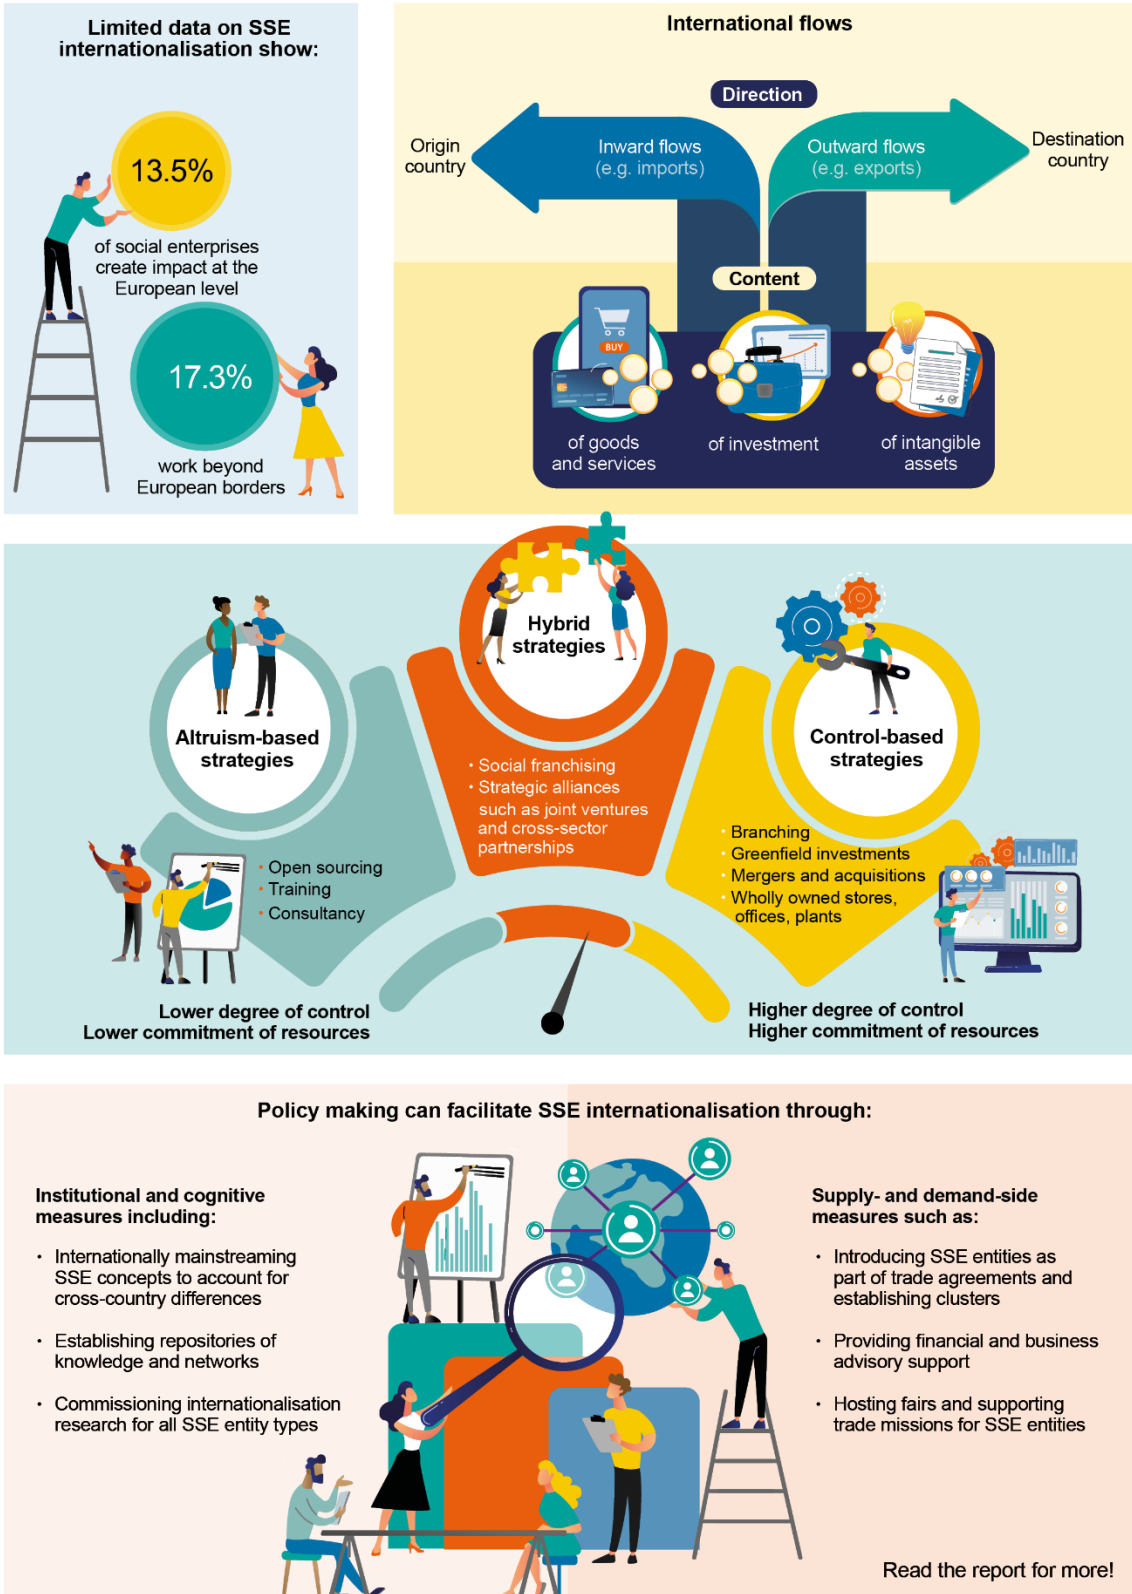 Limited data on SSE
internationalisation show:
13.5%
of social enterprises
create impact at the
European level
17.3%
work beyond
European borders
International flows
Direction
Origin
country
Inward flows
(e.g. imports)
Outward flows
(e.g. exports)
Destination
country
Content
BUY
of goods
and services
of investment
of intangible
assets
Altruism-based
strategies
• Open sourcing
• Training
• Consultancy
Hybrid
strategies
• Social franchising
• Strategic alliances
such as joint ventures
and cross-sector
partnerships
Control-based
strategies
• Branching
• Greenfield investments
• Mergers and acquisitions
• Wholly owned stores,
offices, plants
Lower degree of control
Lower commitment of resources
Higher degree of control
Higher commitment of resources
Policy making can facilitate SSE internationalisation through:
Institutional and cognitive
measures including:
• Internationally mainstreaming
SSE concepts to account for
cross-country differences
• Establishing repositories of
knowledge and networks
• Commissioning internationalisation
research for all SSE entity types
Supply- and demand-side
measures such as:
• Introducing SSE entities as
part of trade agreements and
establishing clusters
• Providing financial and business
advisory support
• Hosting fairs and supporting
trade missions for SSE entities
Read the report for more!